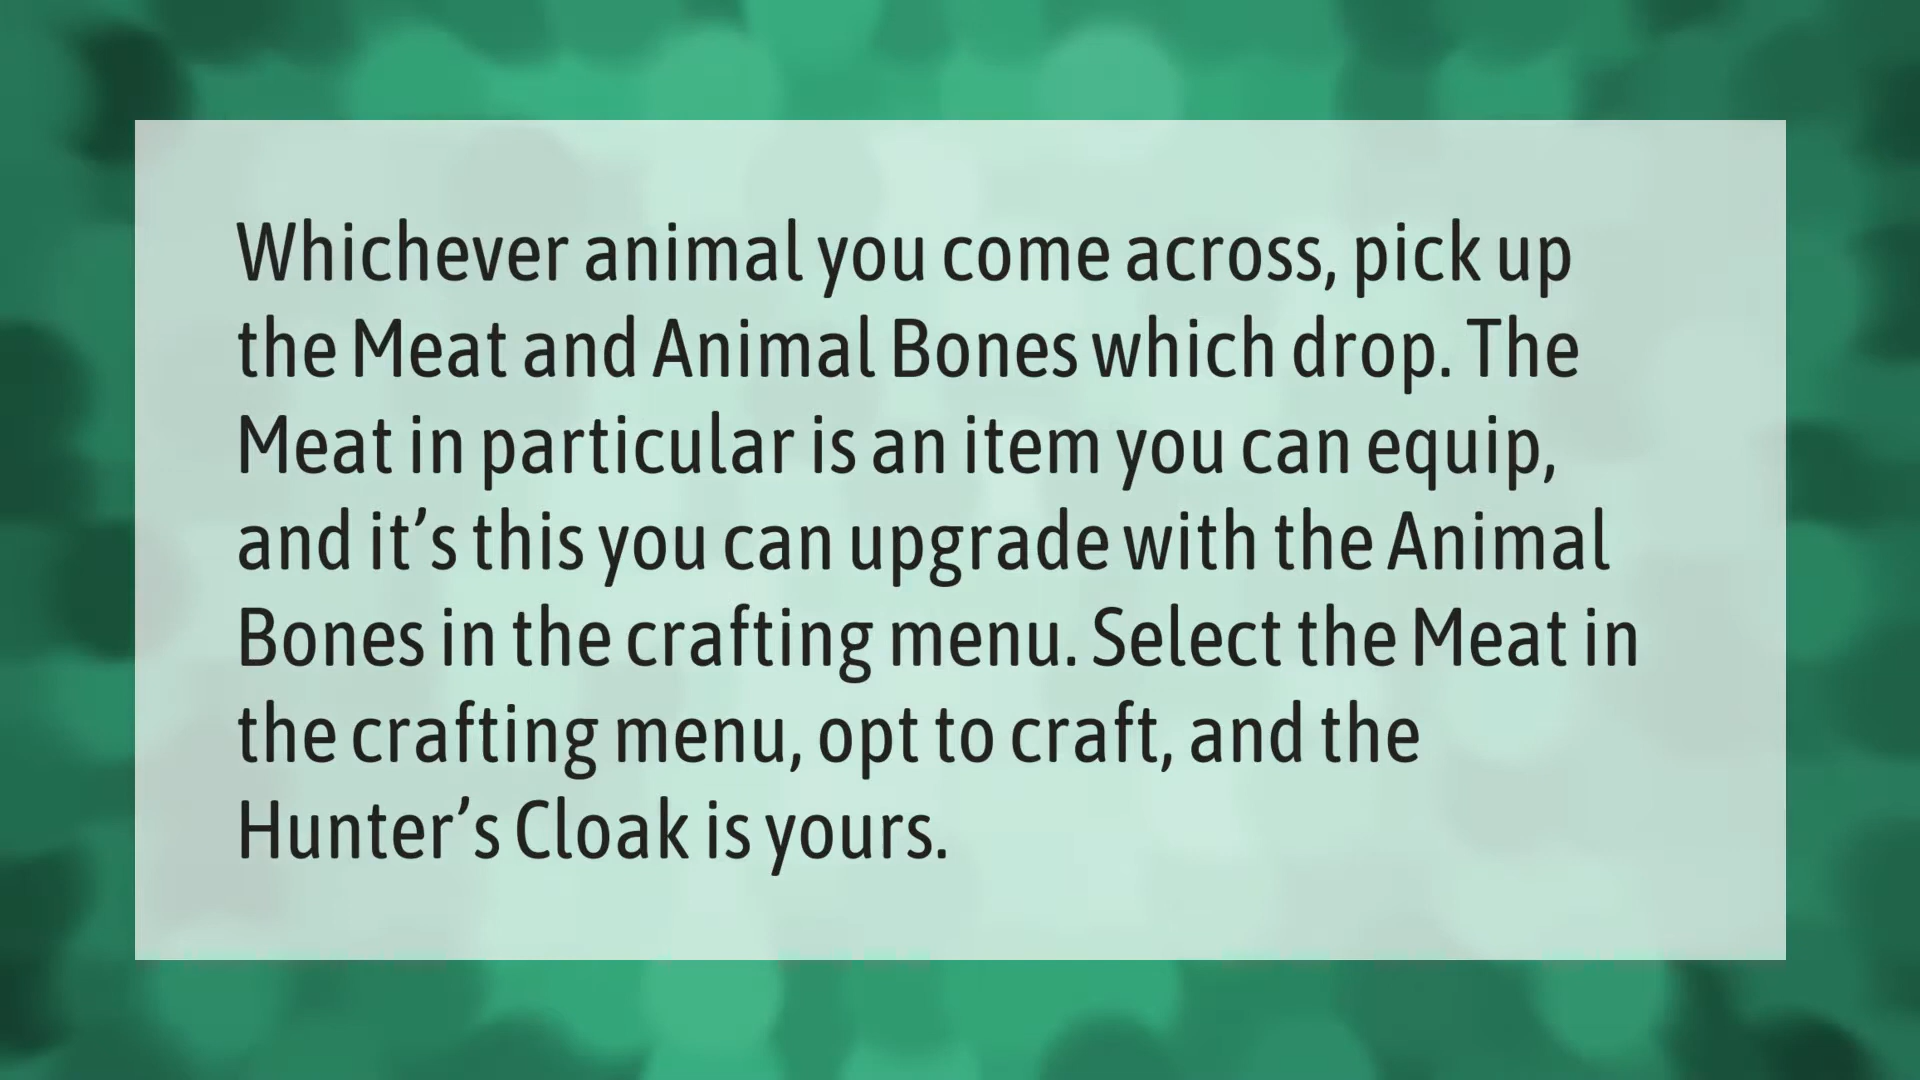 Whichever animal you come across, pick up
the Meat and Animal Bones which drop. The
Meat in particular is an item you can equip,
and it’s this you can upgrade with the Animal
Bones in the crafting menu. Select the Meat in
the crafting menu, opt to craft, and the
Hunter’s Cloak is yours.